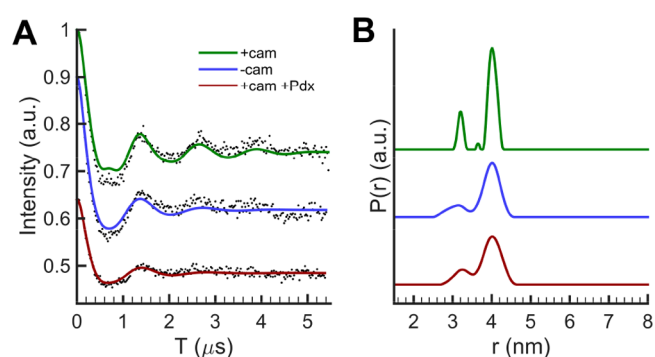 A
+cam
-cam
+cam +Pdx
Intensity (a.u.)
1
0.9
0.8
0.7
0.6
0.5
0 1 2 3 4 5
T (μs)
B
P(r) (a.u.)
2 3 4 5 6 7 8
r (nm)